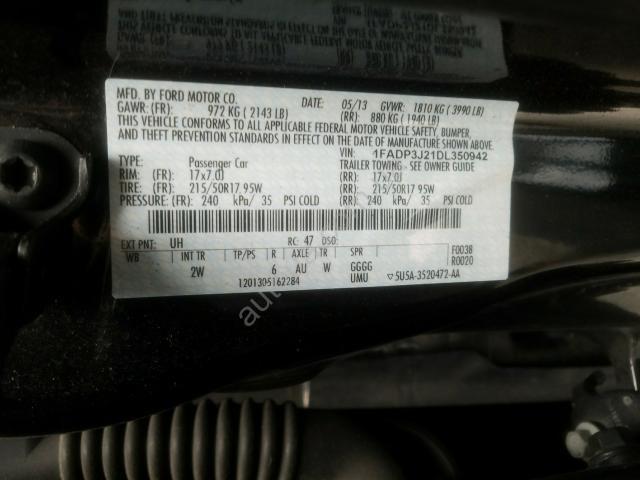 MFD. BY FORD MOTOR CO. DATE: 05/13 GVWR: 1810 KG (3990 LB)
GAWR: (FR): 972 KG (2143 LB) (RR): 880 KG (1940 LB)
THIS VEHICLE CONFORMS TO ALL APPLICABLE FEDERAL MOTOR VEHICLE SAFETY, BUMPER,
AND THEFT PREVENTION STANDARDS IN EFFECT ON THE DATE OF MANUFACTURE SHOWN ABOVE.
VIN: 1FADP3J21DL350942
TYPE: Passenger Car TRAILER TOWING - SEE OWNER GUIDE
RIM: (FR): 17x7.0J (RR): 17x7.0J
TIRE: (FR): 215/50R17 95W (RR): 215/50R17 95W
PRESSURE: (FR): 240 kPa/ 35 PSI COLD (RR): 240 kPa/ 35 PSI COLD
EXT PNT: UH RC: 47 DSO: F0038
WB INT TR TP/PS R AXLE TR SPR R0020
2W 6 AU W GGGG
UMU ▽5U5A-3520472-AA
1201305162284